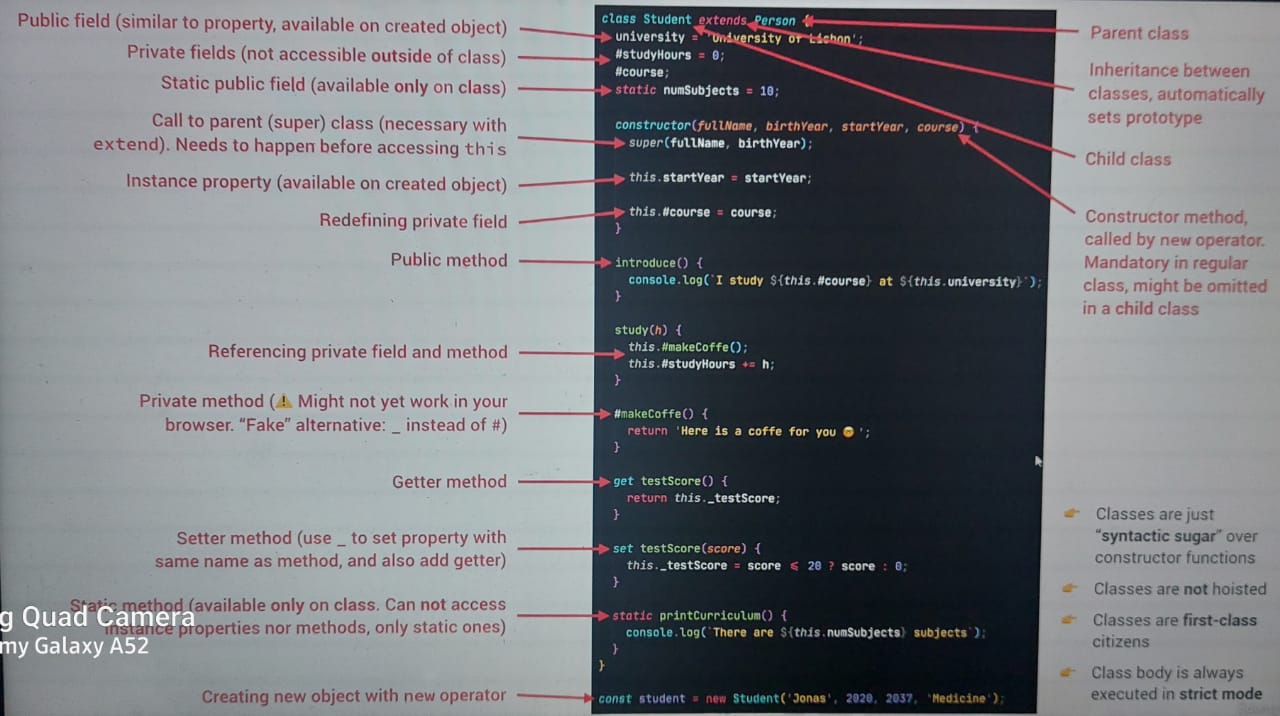 Public field (similar to property, available on created object)
Private fields (not accessible outside of class)
Static public field (available only on class)
Call to parent (super) class (necessary with
extend). Needs to happen before accessing this
Instance property (available on created object)
Redefining private field
Public method
Referencing private field and method
Private method (⚠️ Might not yet work in your
browser. “Fake” alternative: _ instead of #)
Getter method
Setter method (use _ to set property with
same name as method, and also add getter)
Static method (available only on class. Can not access
instance properties nor methods, only static ones)
Creating new object with new operator
class Student extends Person {
university = 'University of Lisbon';
#studyHours = 0;
#course;
static numSubjects = 10;
constructor(fullName, birthYear, startYear, course) {
super(fullName, birthYear);
this.startYear = startYear;
this.#course = course;
}
introduce() {
console.log(`I study ${this.#course} at ${this.university}`);
}
study(h) {
this.#makeCoffe();
this.#studyHours += h;
}
#makeCoffe() {
return 'Here is a coffe for you 😊';
}
get testScore() {
return this._testScore;
}
set testScore(score) {
this._testScore = score <= 20 ? score : 0;
}
static printCurriculum() {
console.log(`There are ${this.numSubjects} subjects`);
}
}
const student = new Student('Jonas', 2020, 2037, 'Medicine');
Parent class
Inheritance between
classes, automatically
sets prototype
Child class
Constructor method,
called by new operator.
Mandatory in regular
class, might be omitted
in a child class
👉 Classes are just
“syntactic sugar” over
constructor functions
👉 Classes are not hoisted
👉 Classes are first-class
citizens
👉 Class body is always
executed in strict mode
g Quad Camera
my Galaxy A52